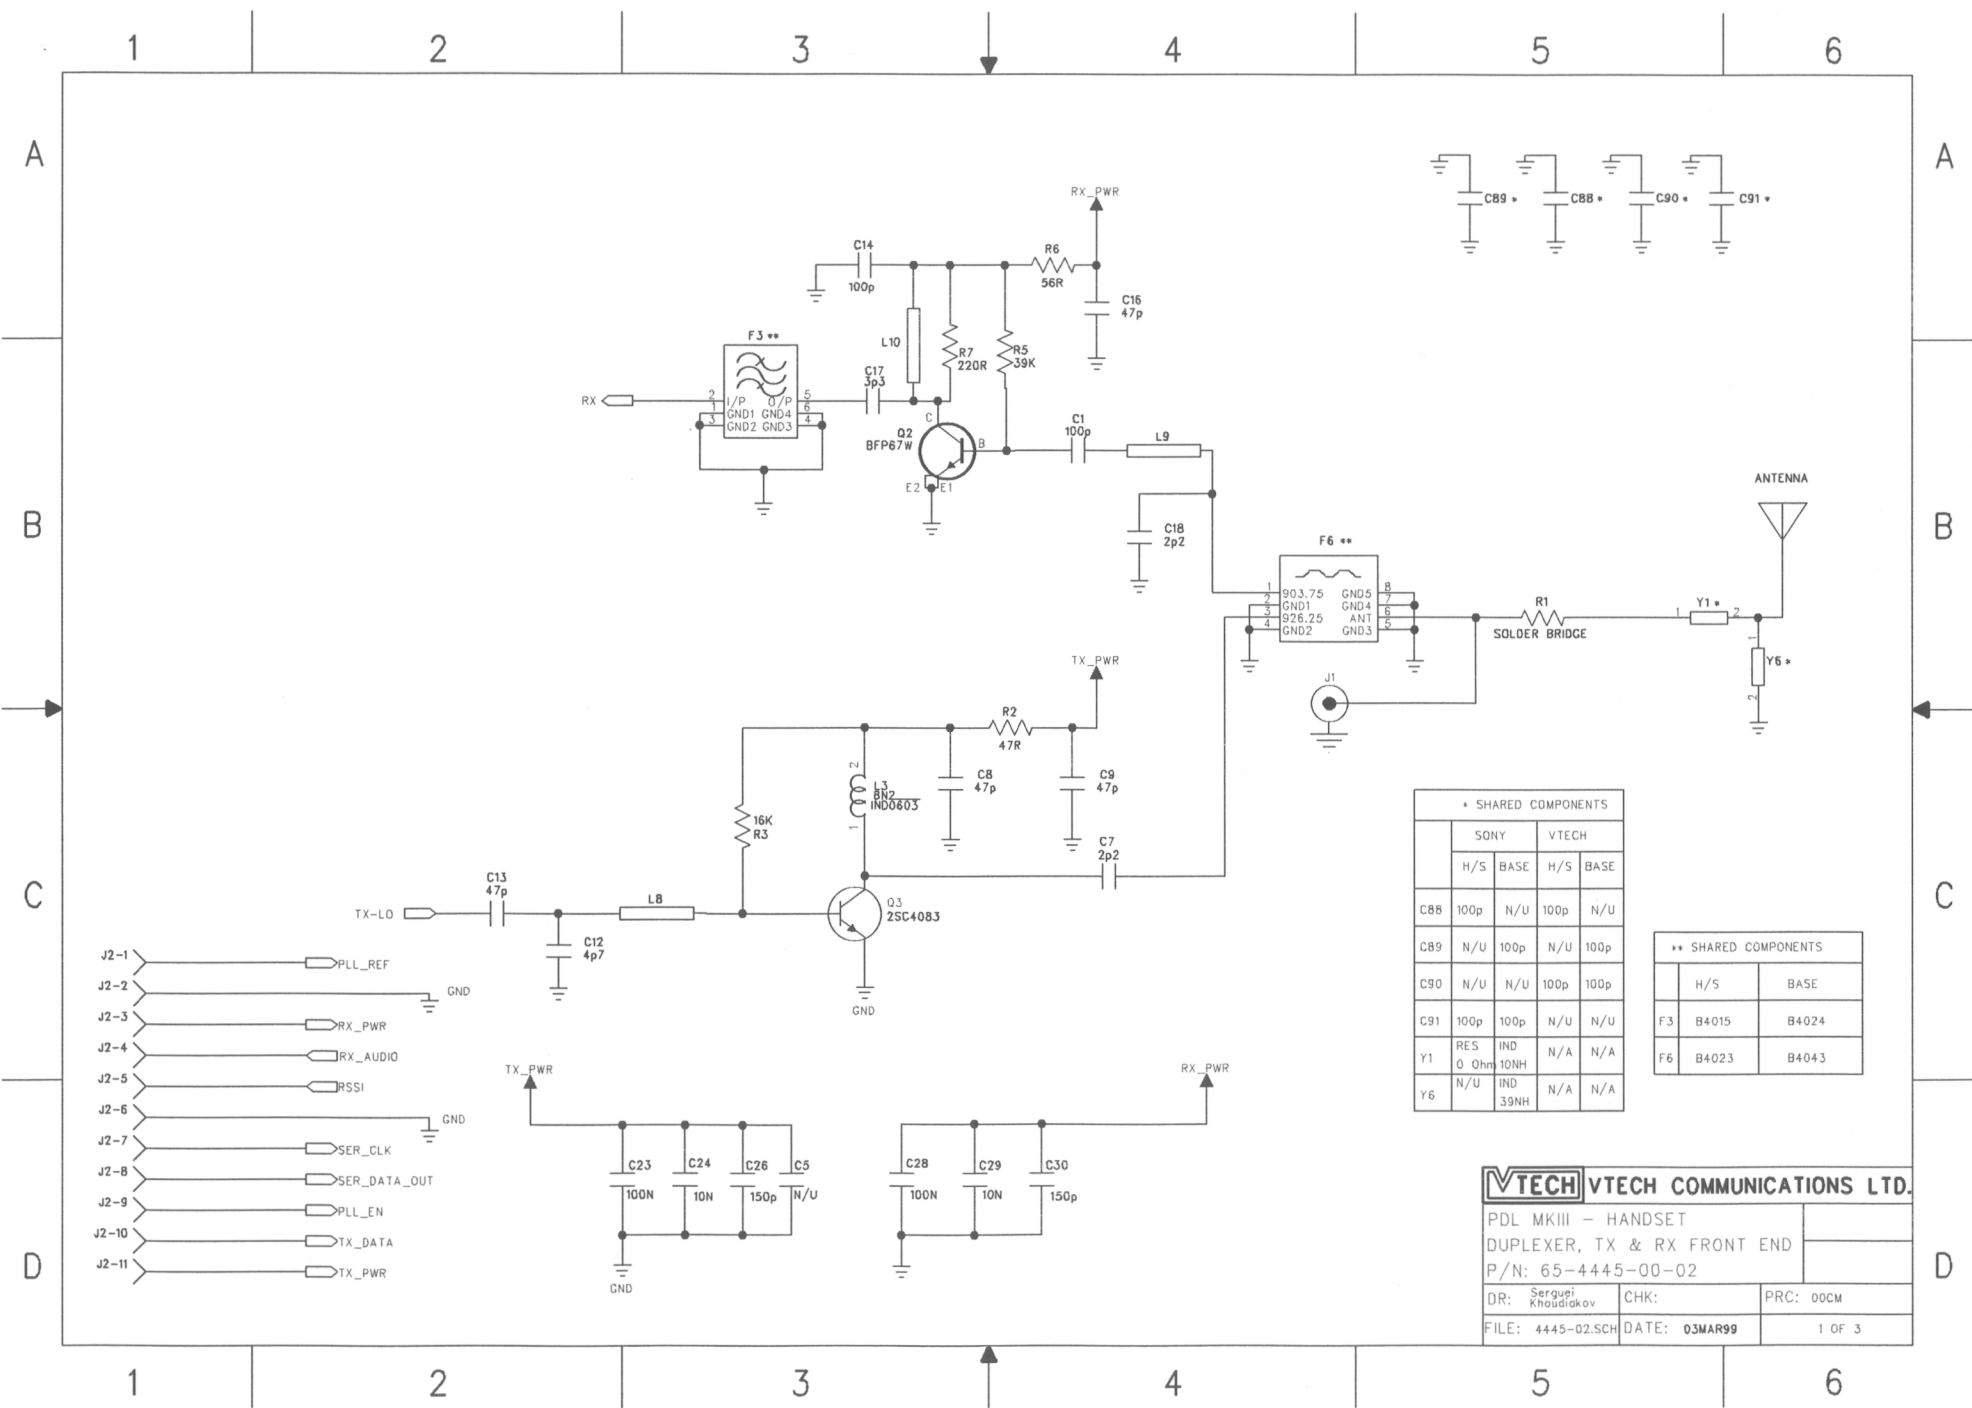 1 2 3 4 5 6
A A
B B
C C
D D
1 2 3 4 5 6
C89 *
C88 *
C90 *
C91 *
RX_PWR
C14
100p
R6
56R
C16
47p
F3 **
L10
R7
220R
R5
39K
C17
3p3
RX
2 I/P O/P 5
1 GND1 GND4 6
3 GND2 GND3 4
Q2
BFP67W
C
B
E2 E1
C1
100p
L9
C18
2p2
ANTENNA
F6 **
1 903.75 GND5 8
2 GND1 GND4 7
3 926.25 ANT 6
4 GND2 GND3 5
R1
SOLDER BRIDGE
1 Y1 * 2
1
Y6 *
2
J1
TX_PWR
R2
47R
2
L3
8N2
IND0603
1
C8
47p
C9
47p
16K
R3
C7
2p2
C13
47p
TX-LO
L8
Q3
2SC4083
C12
4p7
GND
J2-1 PLL_REF
J2-2 GND
J2-3 RX_PWR
J2-4 RX_AUDIO
J2-5 RSSI
J2-6 GND
J2-7 SER_CLK
J2-8 SER_DATA_OUT
J2-9 PLL_EN
J2-10 TX_DATA
J2-11 TX_PWR
TX_PWR
C23
100N
C24
10N
C26
150p
C5
N/U
GND
RX_PWR
C28
100N
C29
10N
C30
150p
* SHARED COMPONENTS
SONY VTECH
H/S BASE H/S BASE
C88 100p N/U 100p N/U
C89 N/U 100p N/U 100p
C90 N/U N/U 100p 100p
C91 100p 100p N/U N/U
Y1 RES 0 Ohm IND 10NH N/A N/A
Y6 N/U IND 39NH N/A N/A
** SHARED COMPONENTS
H/S BASE
F3 B4015 B4024
F6 B4023 B4043
VTECH VTECH COMMUNICATIONS LTD.
PDL MKIII - HANDSET
DUPLEXER, TX & RX FRONT END
P/N: 65-4445-00-02
DR: Serguei Khoudiakov CHK: PRC: 00CM
FILE: 4445-02.SCH DATE: 03MAR99 1 OF 3